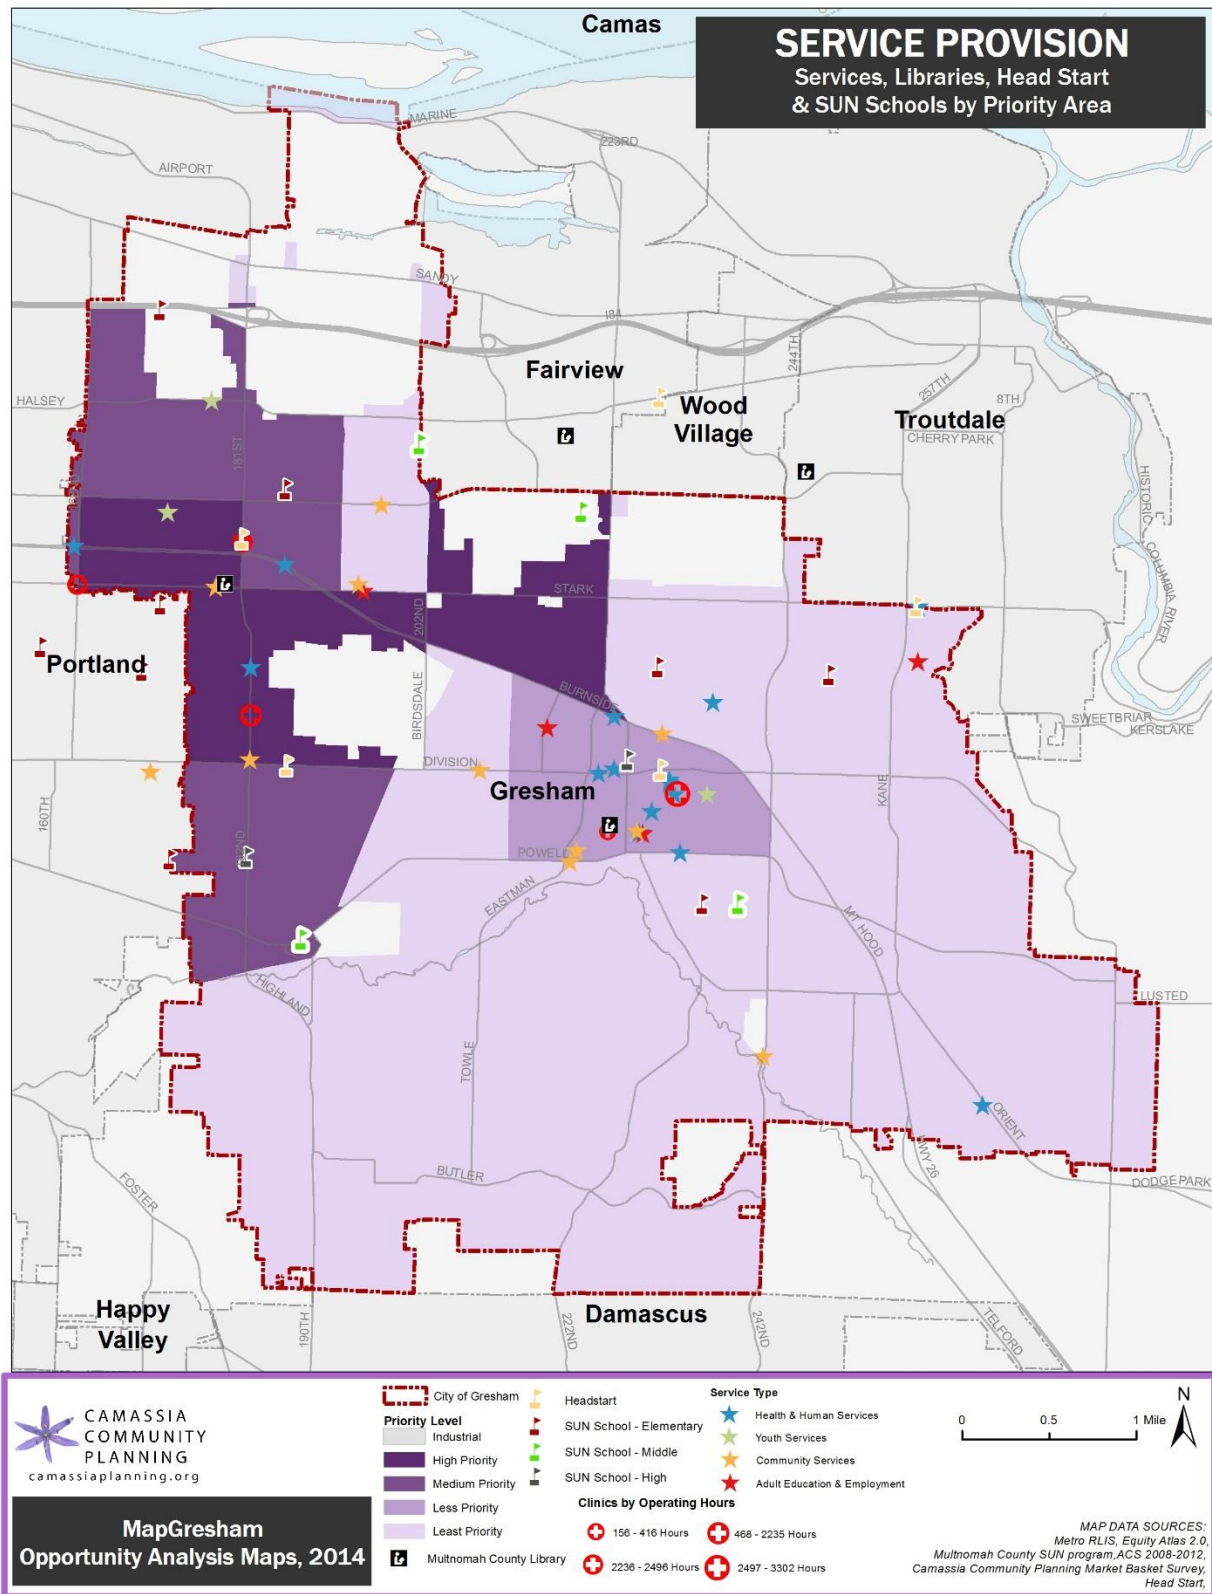 Camas
SERVICE PROVISION
Services, Libraries, Head Start
& SUN Schools by Priority Area
MARINE
223RD
AIRPORT
SANDY
I84
Fairview
244TH
257TH
8TH
HALSEY
Wood
Village
Troutdale
CHERRY PARK
181ST
HISTORIC
COLUMBIA RIVER
STARK
202ND
Portland
BURNSIDE
BIRDSDALE
SWEETBRIAR
KERSLAKE
DIVISION
KANE
Gresham
160TH
182ND
POWELL
EASTMAN
MT HOOD
HIGHLAND
LUSTED
TOWLE
ORIENT
HWY 26
BUTLER
DODGE PARK
FOSTER
Happy
Valley
Damascus
190TH
222ND
242ND
TELFORD
CAMASSIA
COMMUNITY
PLANNING
camassiaplanning.org
MapGresham
Opportunity Analysis Maps, 2014
City of Gresham
Priority Level
Industrial
High Priority
Medium Priority
Less Priority
Least Priority
Multnomah County Library
Headstart
SUN School - Elementary
SUN School - Middle
SUN School - High
Service Type
Health & Human Services
Youth Services
Community Services
Adult Education & Employment
Clinics by Operating Hours
156 - 416 Hours
468 - 2235 Hours
2236 - 2496 Hours
2497 - 3302 Hours
N
0 0.5 1 Mile
MAP DATA SOURCES:
Metro RLIS, Equity Atlas 2.0,
Multnomah County SUN program,ACS 2008-2012,
Camassia Community Planning Market Basket Survey,
Head Start,